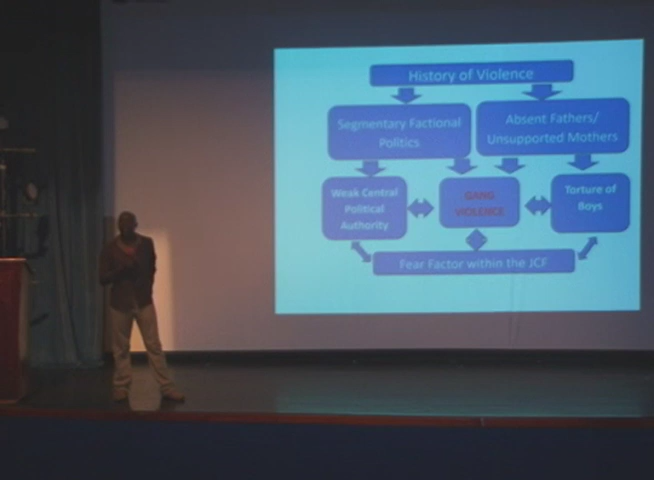 History of Violence
Segmentary Factional
Politics
Absent Fathers/
Unsupported Mothers
Weak Central
Political
Authority
GANG
VIOLENCE
Torture of
Boys
Fear Factor within the JCF